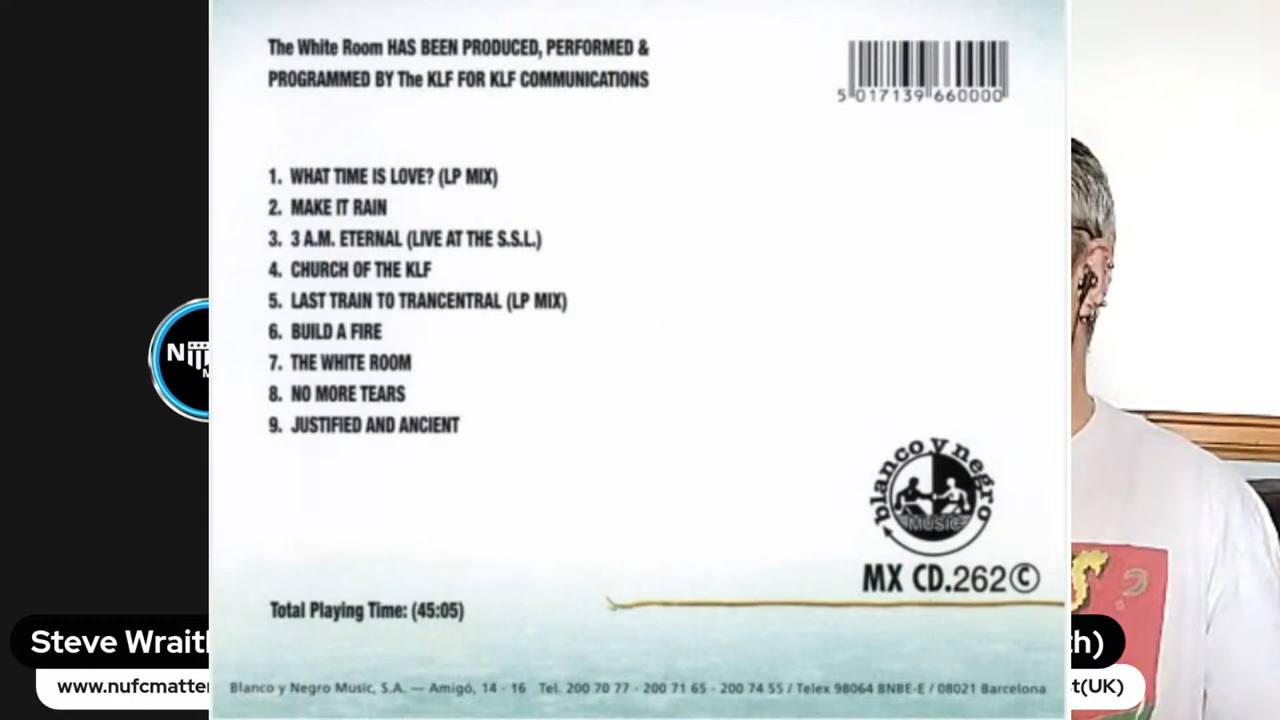 The White Room HAS BEEN PRODUCED, PERFORMED &
PROGRAMMED BY The KLF FOR KLF COMMUNICATIONS
5 017139 660000
1. WHAT TIME IS LOVE? (LP MIX)
2. MAKE IT RAIN
3. 3 A.M. ETERNAL (LIVE AT THE S.S.L.)
4. CHURCH OF THE KLF
5. LAST TRAIN TO TRANCENTRAL (LP MIX)
6. BUILD A FIRE
7. THE WHITE ROOM
8. NO MORE TEARS
9. JUSTIFIED AND ANCIENT
blanco y negro
MUSIC
MX CD.262©
Total Playing Time: (45:05)
Steve Wraith
th)
www.nufcmatter
t(UK)
Blanco y Negro Music, S.A. — Amigó, 14 - 16 Tel. 200 70 77 - 200 71 65 - 200 74 55 / Telex 98064 BNBE-E / 08021 Barcelona